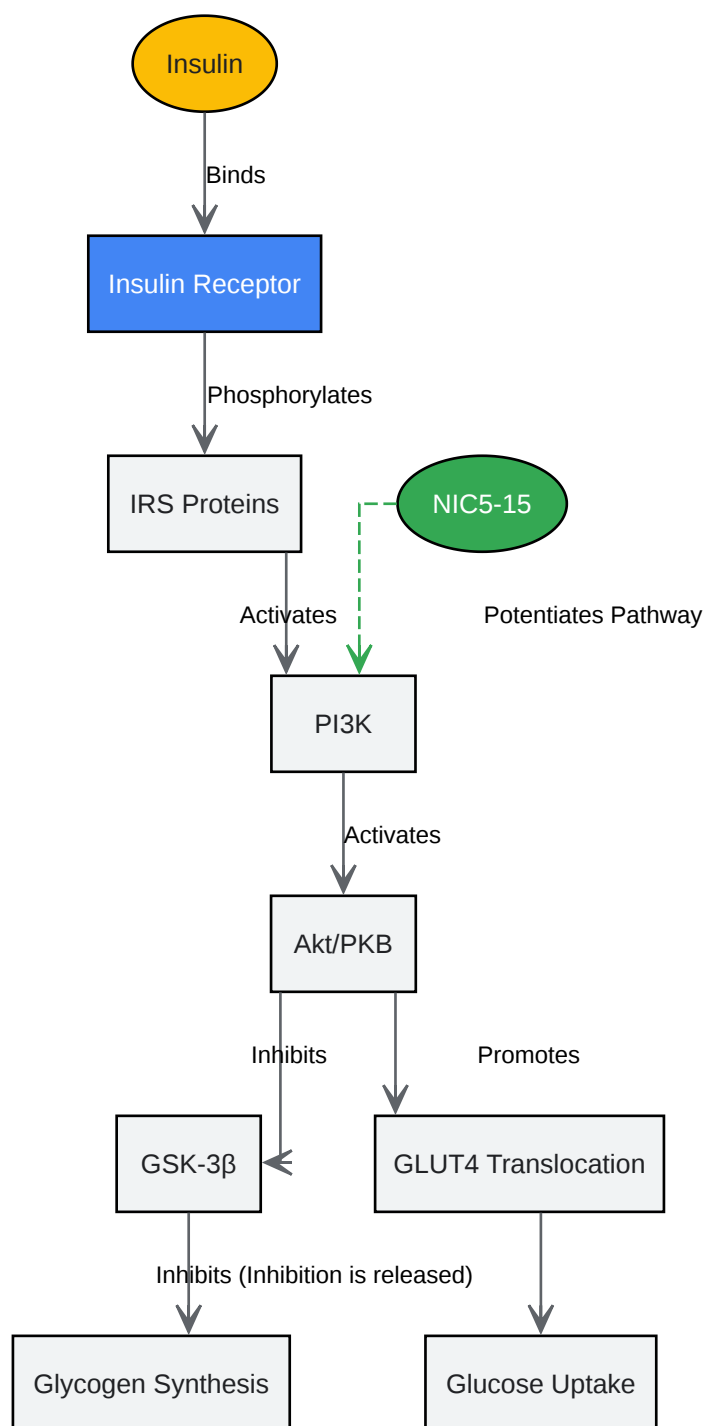 Insulin
Binds
Insulin Receptor
Phosphorylates
IRS Proteins
NIC5-15
Activates
Potentiates Pathway
PI3K
Activates
Akt/PKB
Inhibits
Promotes
GSK-3β
GLUT4 Translocation
Inhibits (Inhibition is released)
Glycogen Synthesis
Glucose Uptake